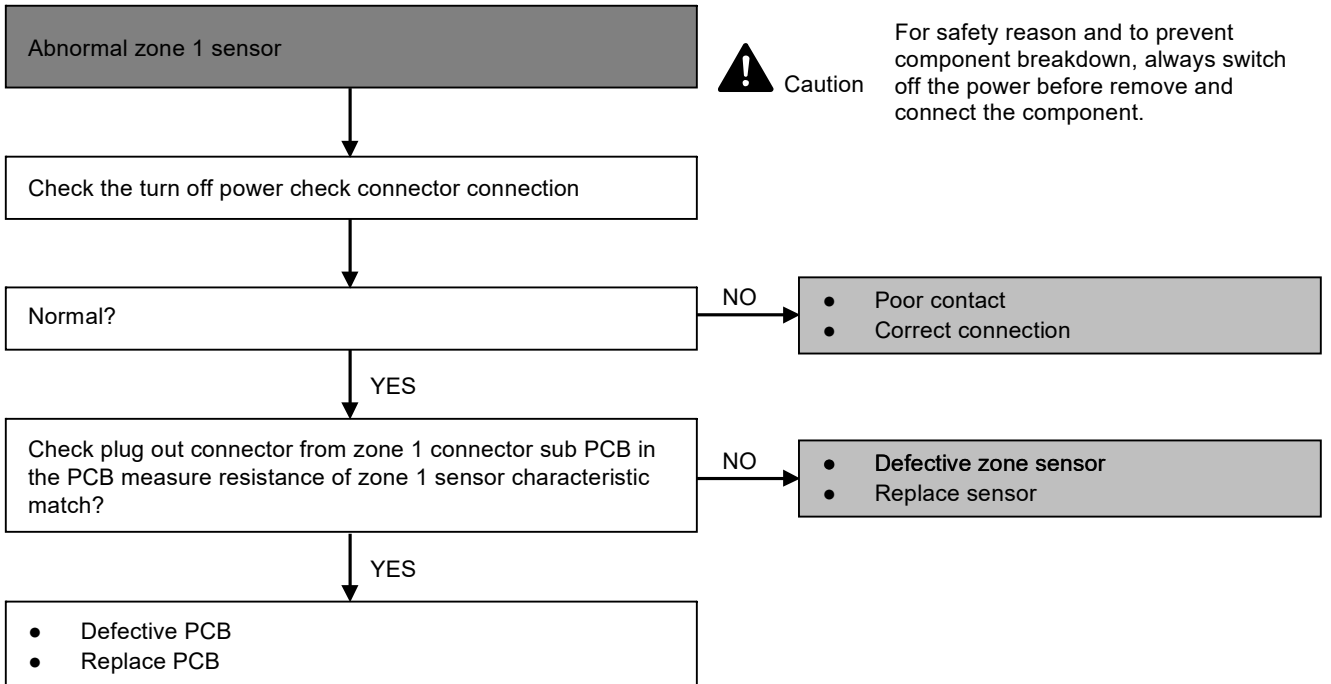 Abnormal zone 1 sensor
Caution
For safety reason and to prevent
component breakdown, always switch
off the power before remove and
connect the component.
Check the turn off power check connector connection
Normal?
NO
● Poor contact
● Correct connection
YES
Check plug out connector from zone 1 connector sub PCB in
the PCB measure resistance of zone 1 sensor characteristic
match?
NO
● Defective zone sensor
● Replace sensor
YES
● Defective PCB
● Replace PCB